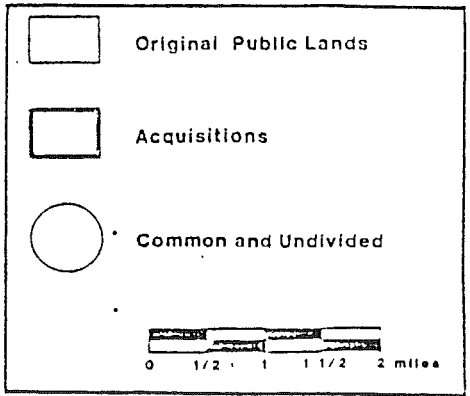 Original Public Lands
Acquisitions
Common and Undivided
0 1/2 1 1 1/2 2 miles